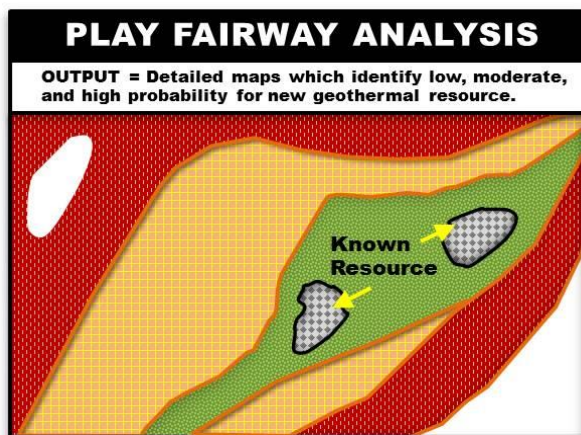 PLAY FAIRWAY ANALYSIS
OUTPUT = Detailed maps which identify low, moderate,
and high probability for new geothermal resource.
Known
Resource